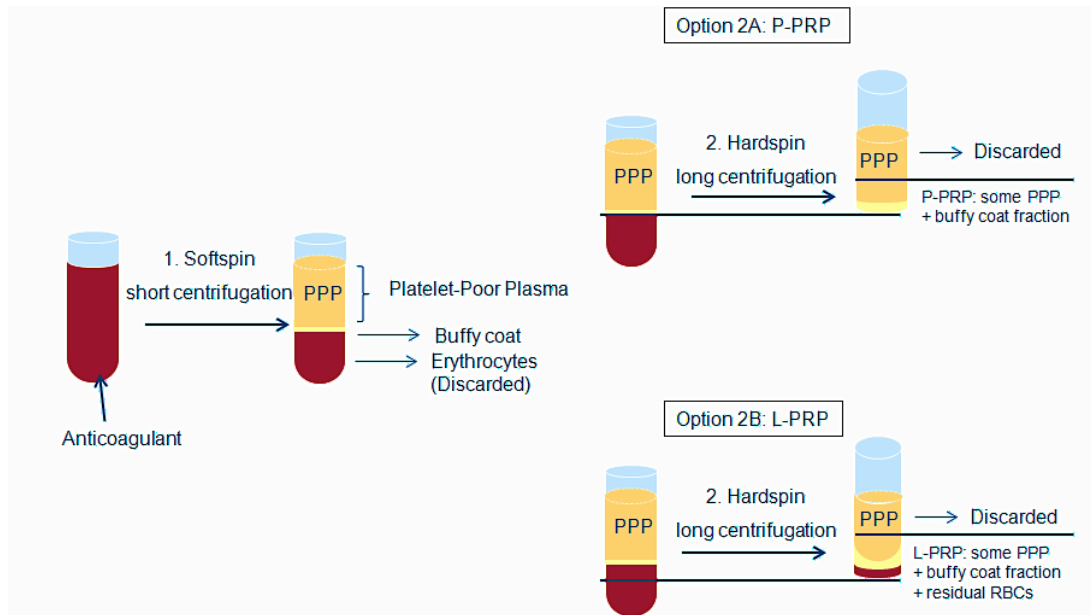 1. Softspin
short centrifugation
PPP
Platelet-Poor Plasma
Buffy coat
Erythrocytes
(Discarded)
Anticoagulant
Option 2A: P-PRP
PPP
2. Hardspin
long centrifugation
PPP
Discarded
P-PRP: some PPP
+ buffy coat fraction
Option 2B: L-PRP
PPP
2. Hardspin
long centrifugation
PPP
Discarded
L-PRP: some PPP
+ buffy coat fraction
+ residual RBCs